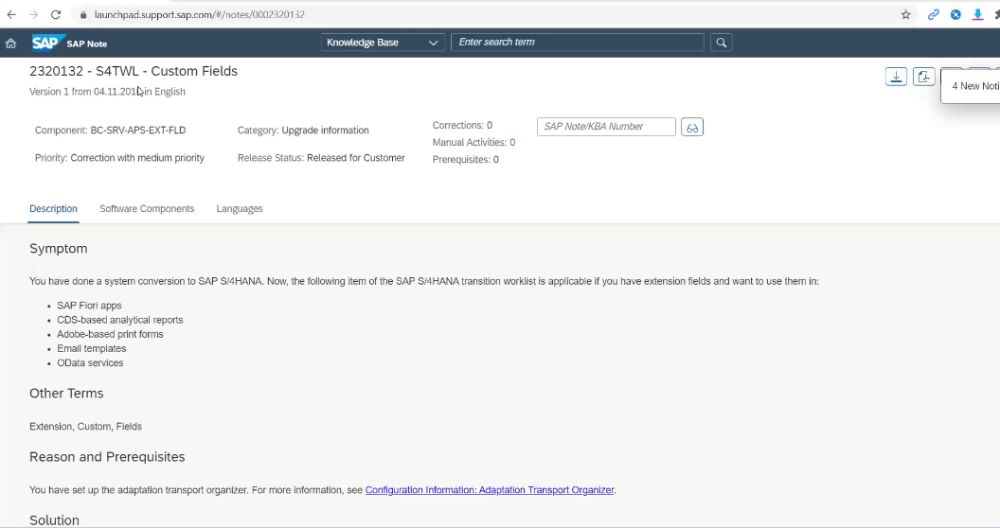 launchpad.support.sap.com/#/notes/0002320132
SAP SAP Note Knowledge Base Enter search term
2320132 - S4TWL - Custom Fields
Version 1 from in English
4 New
Component: BC-SRV-APS-EXT-FLD Category: Upgrade information Corrections: 0 SAP Note/KBA Number
Manual Activities: 0
Priority: Correction with medium priority Release Status: Released for Customer Prerequisites: 0
Description Software Components Languages
Symptom
You have done a system conversion to SAP S/4HANA. Now, the following item of the SAP S/4HANA transition worklist is applicable if you have extension fields and want to use them in:
• SAP Fiori apps
• CDS-based analytical reports
• Adobe-based print forms
• Email templates
• OData services
Other Terms
Extension, Custom, Fields
Reason and Prerequisites
You have set up the adaptation transport organizer. For more information, see Configuration Information: Adaptation Transport Organizer.
Solution